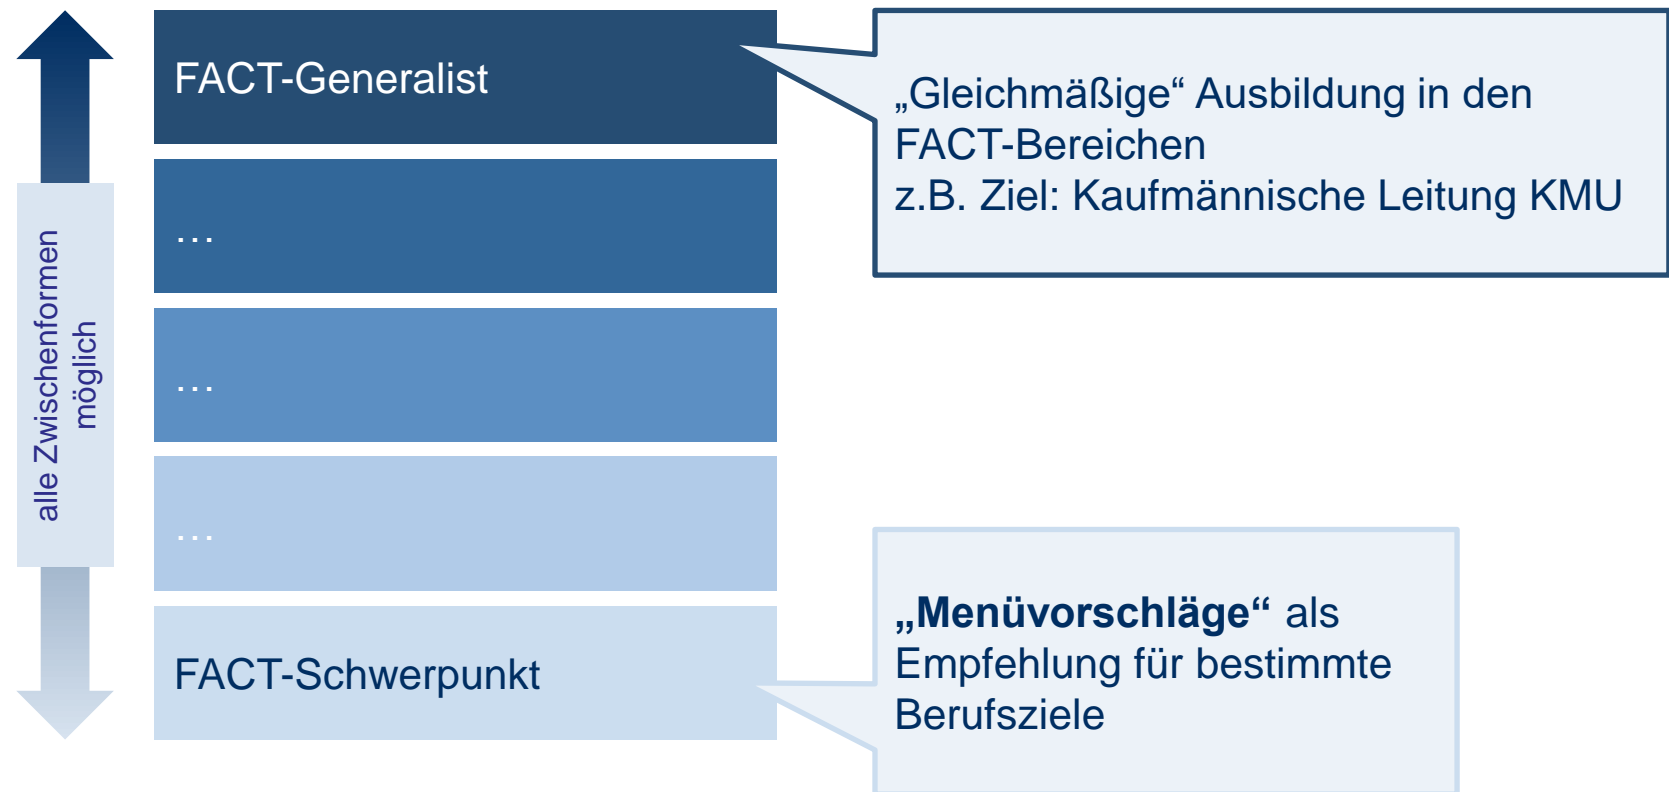 FACT-Generalist
„Gleichmäßige“ Ausbildung in den
FACT-Bereichen
z.B. Ziel: Kaufmännische Leitung KMU
…
…
…
alle Zwischenformen
möglich
FACT-Schwerpunkt
„Menüvorschläge“ als
Empfehlung für bestimmte
Berufsziele